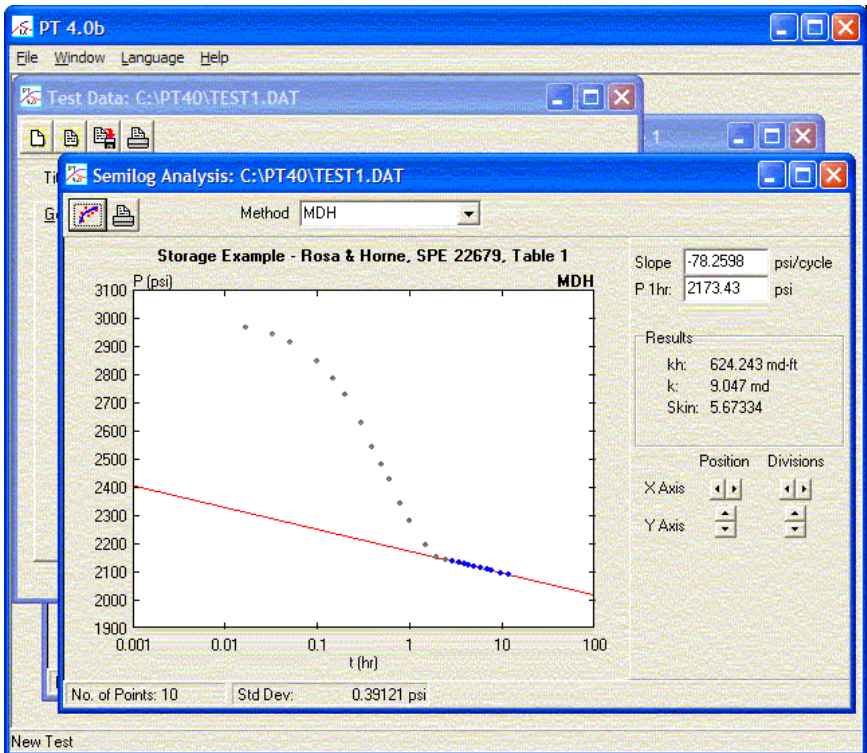 PT 4.0b
File Window Language Help
Test Data: C:\PT40\TEST1.DAT
1
Semilog Analysis: C:\PT40\TEST1.DAT
Method MDH
Storage Example - Rosa & Horne, SPE 22679, Table 1
P (psi) MDH
3100
3000
2900
2800
2700
2600
2500
2400
2300
2200
2100
2000
1900
0.001 0.01 0.1 1 10 100
t (hr)
Slope -78.2598 psi/cycle
P 1hr: 2173.43 psi
Results
kh: 624.243 md-ft
k: 9.047 md
Skin: 5.67334
Position Divisions
X Axis
Y Axis
No. of Points: 10 Std Dev: 0.39121 psi
New Test